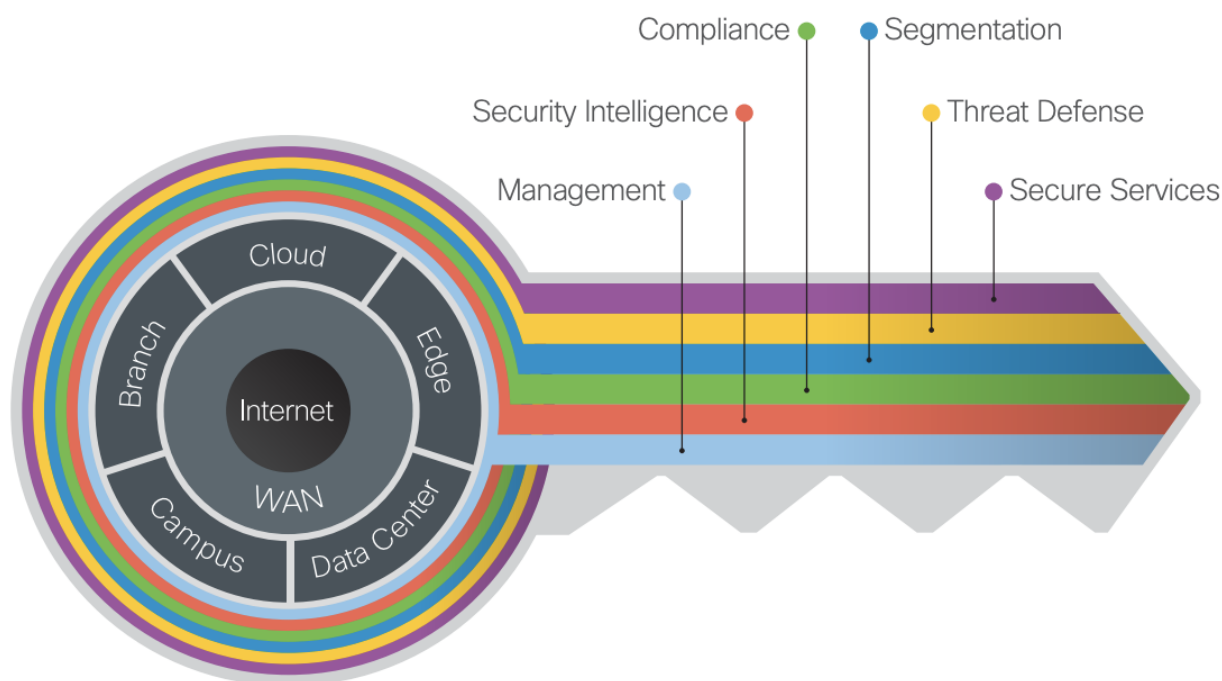 Compliance
Segmentation
Security Intelligence
Threat Defense
Management
Secure Services
Cloud
Branch
Edge
Internet
WAN
Campus
Data Center